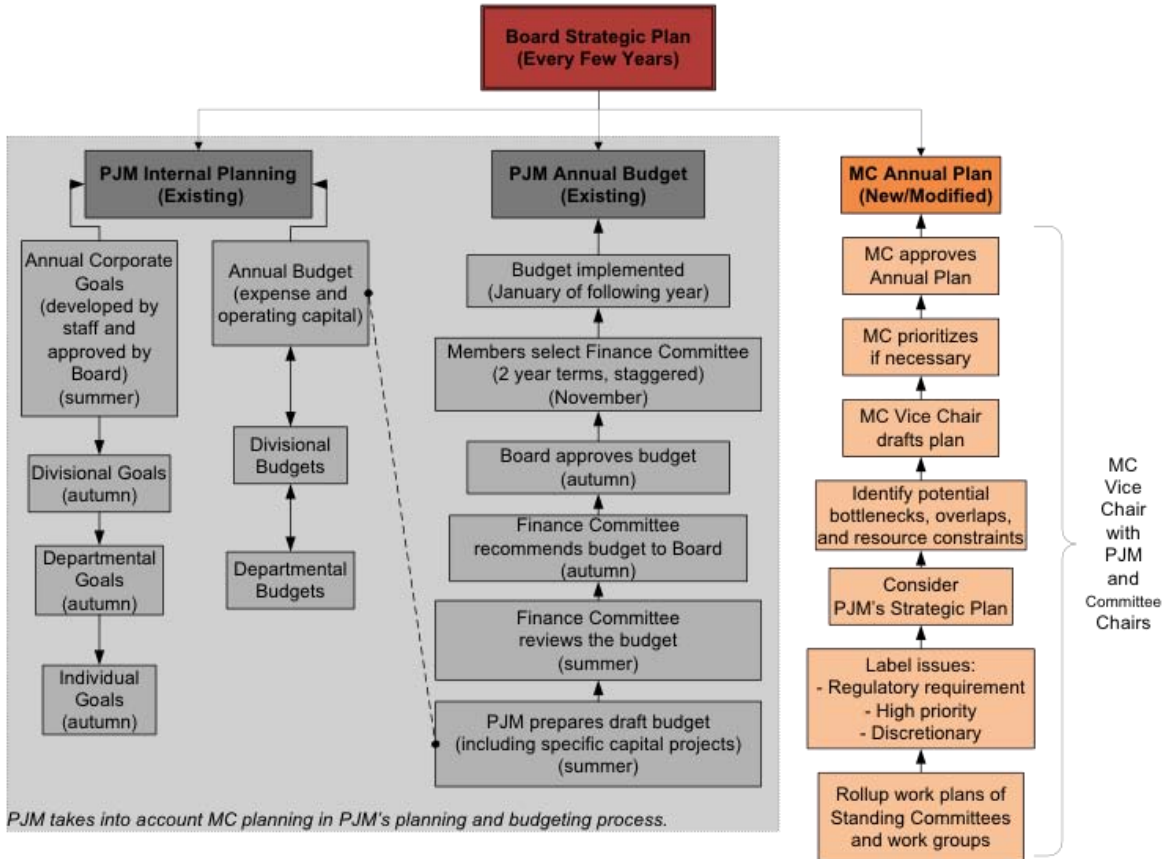 Board Strategic Plan
(Every Few Years)
PJM Internal Planning
(Existing)
Annual Corporate
Goals
(developed by
staff and
approved by
Board)
(summer)
Divisional Goals
(autumn)
Departmental
Goals
(autumn)
Individual
Goals
(autumn)
Annual Budget
(expense and
operating capital)
Divisional
Budgets
Departmental
Budgets
PJM Annual Budget
(Existing)
Budget implemented
(January of following year)
Members select Finance Committee
(2 year terms, staggered)
(November)
Board approves budget
(autumn)
Finance Committee
recommends budget to Board
(autumn)
Finance Committee
reviews the budget
(summer)
PJM prepares draft budget
(including specific capital projects)
(summer)
PJM takes into account MC planning in PJM's planning and budgeting process.
MC Annual Plan
(New/Modified)
MC approves
Annual Plan
MC prioritizes
if necessary
MC Vice Chair
drafts plan
Identify potential
bottlenecks, overlaps,
and resource constraints
Consider
PJM's Strategic Plan
Label issues:
- Regulatory requirement
- High priority
- Discretionary
Rollup work plans of
Standing Committees
and work groups
MC
Vice
Chair
with
PJM
and
Committee
Chairs